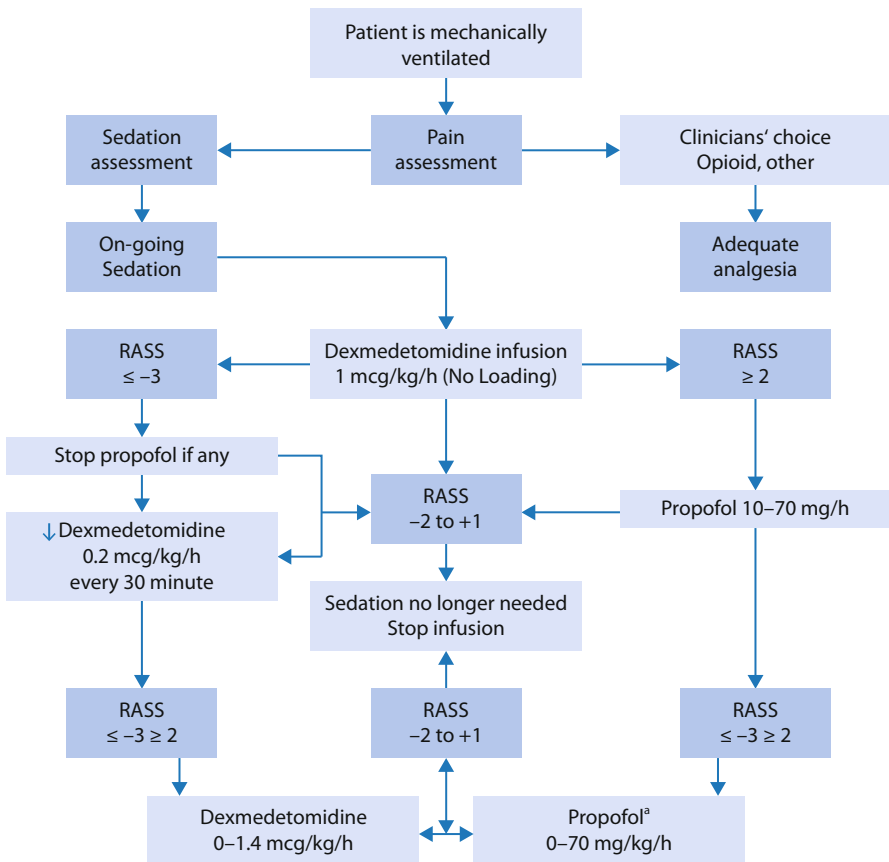 Patient is mechanically
ventilated
Sedation
assessment
Pain
assessment
Clinicians‘ choice
Opioid, other
On-going
Sedation
Adequate
analgesia
RASS
≤ –3
Dexmedetomidine infusion
1 mcg/kg/h (No Loading)
RASS
≥ 2
Stop propofol if any
RASS
–2 to +1
Propofol 10–70 mg/h
↓Dexmedetomidine
0.2 mcg/kg/h
every 30 minute
Sedation no longer needed
Stop infusion
RASS
≤ –3 ≥ 2
RASS
–2 to +1
RASS
≤ –3 ≥ 2
Dexmedetomidine
0–1.4 mcg/kg/h
Propofolª
0–70 mg/kg/h